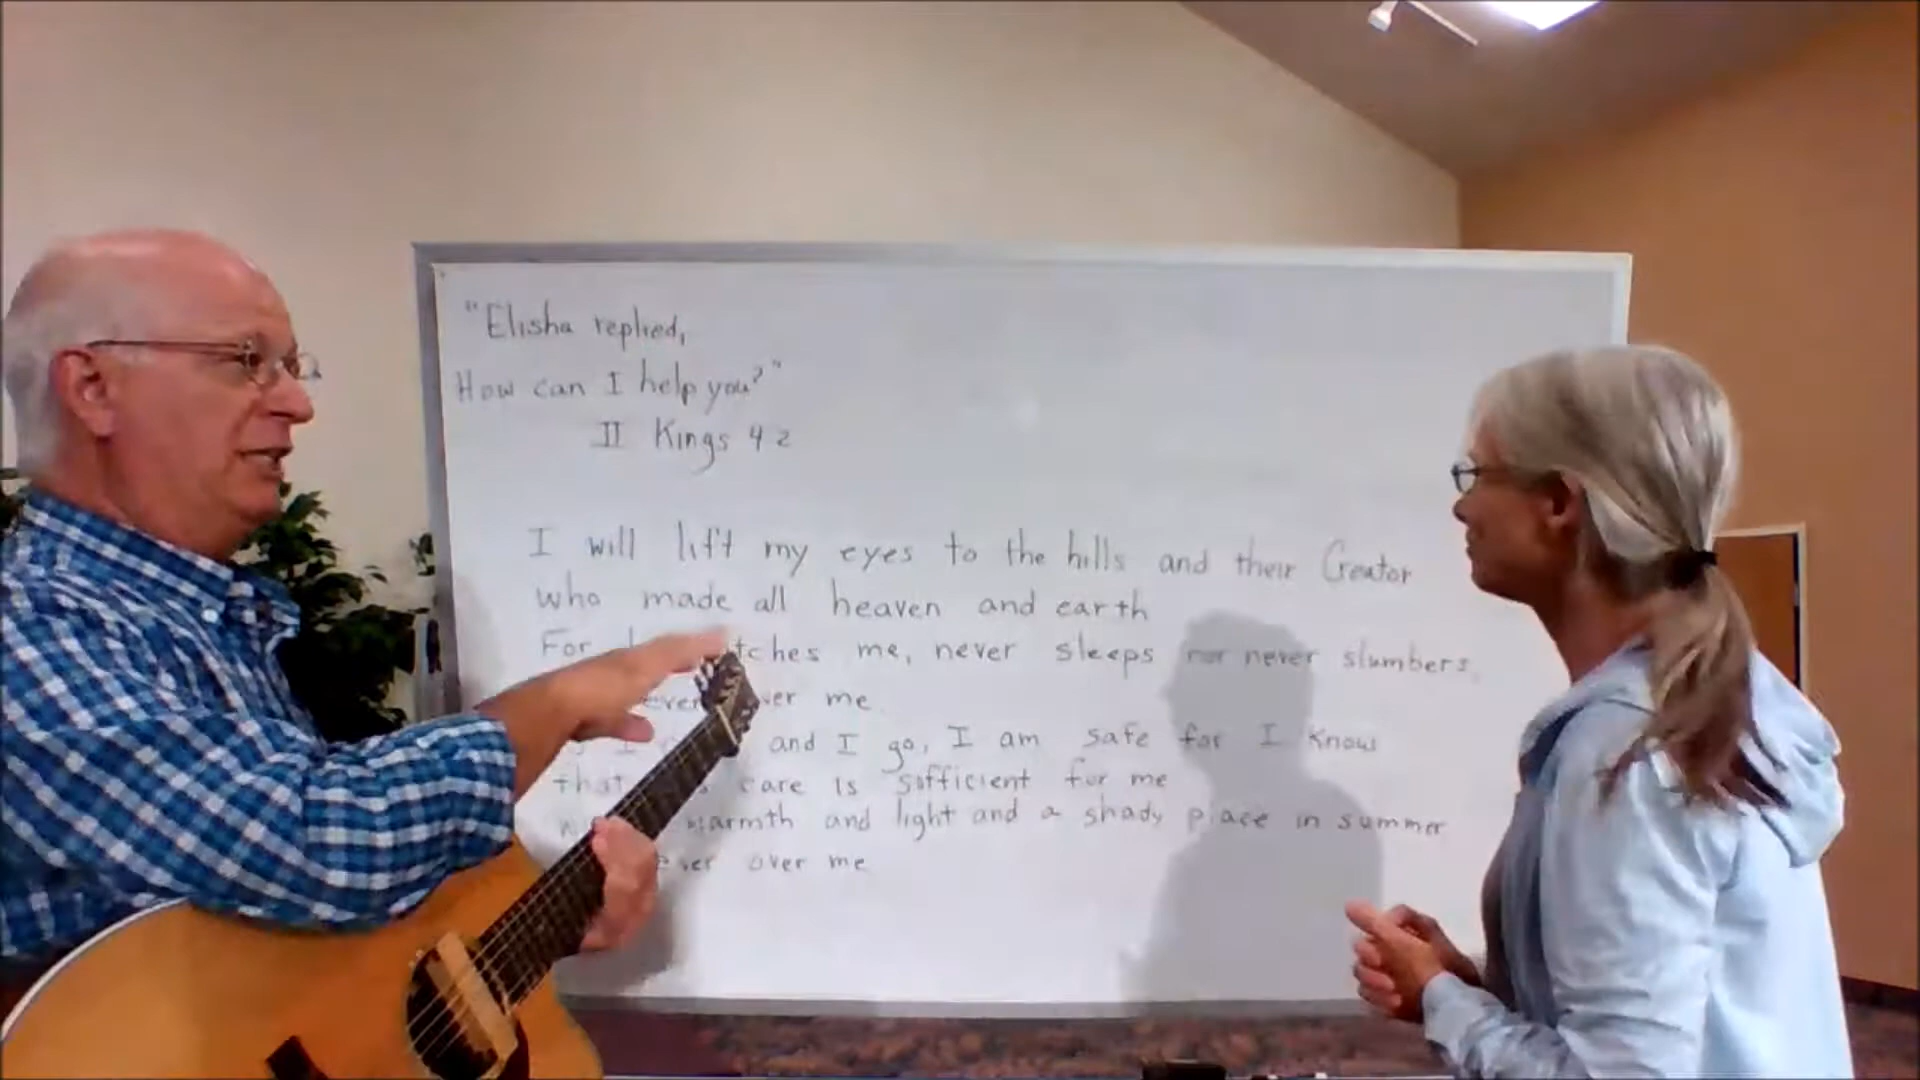 "Elisha replied,
How can I help you?"
II Kings 4 2
I will lift my eyes to the hills and their Creator
who made all heaven and earth
For tches me, never sleeps nor never slumbers,
ever over me.
I and I go, I am safe for I know
that care is sufficient for me
warmth and light and a shady place in summer
ever over me